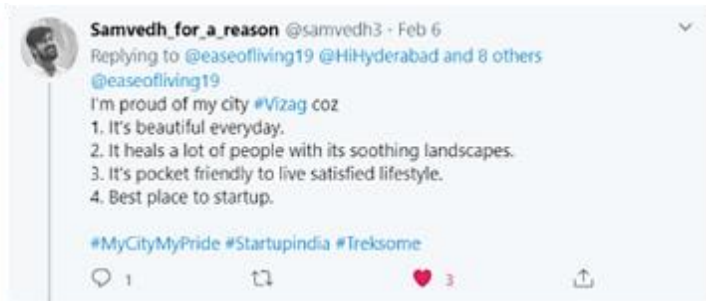 Samvedh_for_a_reason @samvedh3 · Feb 6
Replying to @easeofliving19 @HiHyderabad and 8 others
@easeofliving19
I'm proud of my city #Vizag coz
1. It's beautiful everyday.
2. It heals a lot of people with its soothing landscapes.
3. It's pocket friendly to live satisfied lifestyle.
4. Best place to startup.
#MyCityMyPride #Startupindia #Treksome
1 3